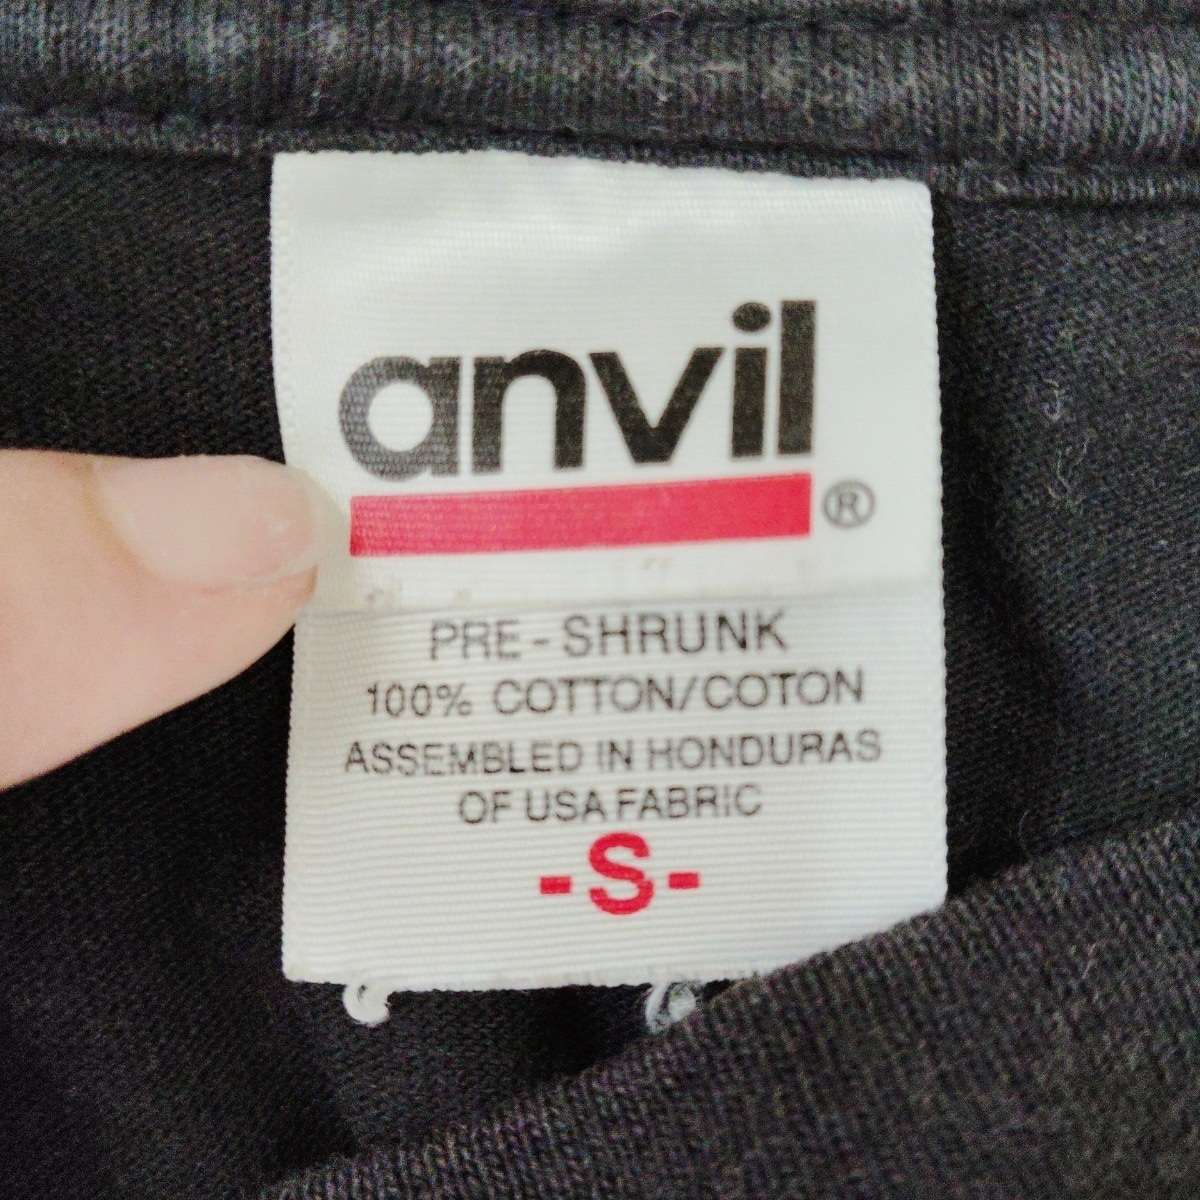 anvil
®
PRE-SHRUNK
100% COTTON/COTON
ASSEMBLED IN HONDURAS
OF USA FABRIC
-S-